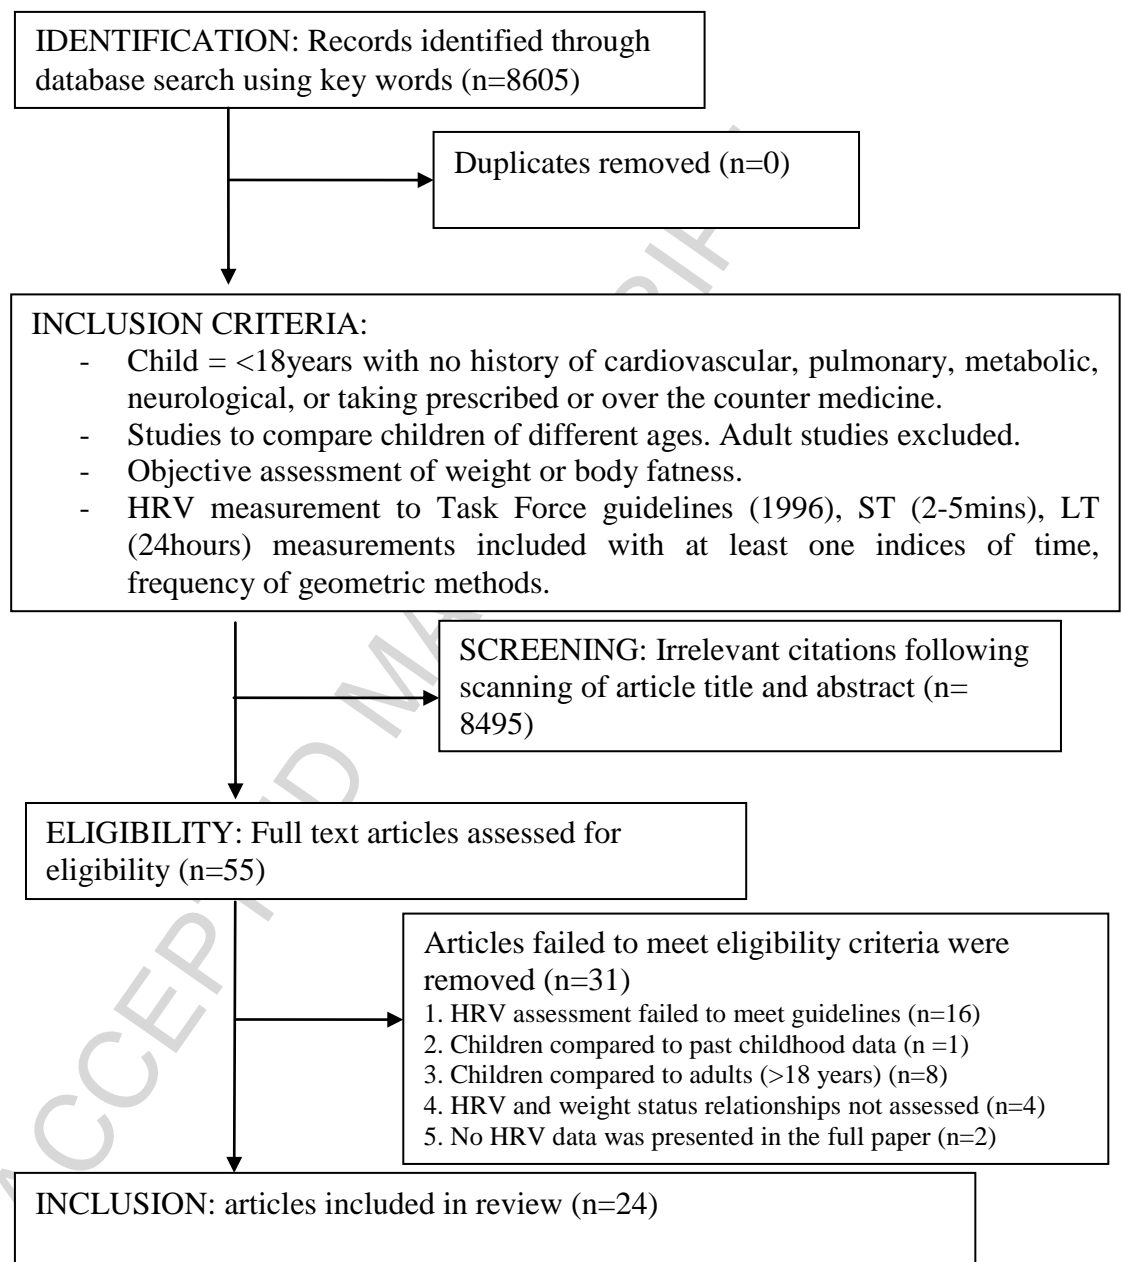 IDENTIFICATION: Records identified through
database search using key words (n=8605)
Duplicates removed (n=0)
INCLUSION CRITERIA:
- Child = <18years with no history of cardiovascular, pulmonary, metabolic,
neurological, or taking prescribed or over the counter medicine.
- Studies to compare children of different ages. Adult studies excluded.
- Objective assessment of weight or body fatness.
- HRV measurement to Task Force guidelines (1996), ST (2-5mins), LT
(24hours) measurements included with at least one indices of time,
frequency of geometric methods.
SCREENING: Irrelevant citations following
scanning of article title and abstract (n=
8495)
ELIGIBILITY: Full text articles assessed for
eligibility (n=55)
Articles failed to meet eligibility criteria were
removed (n=31)
1. HRV assessment failed to meet guidelines (n=16)
2. Children compared to past childhood data (n =1)
3. Children compared to adults (>18 years) (n=8)
4. HRV and weight status relationships not assessed (n=4)
5. No HRV data was presented in the full paper (n=2)
INCLUSION: articles included in review (n=24)